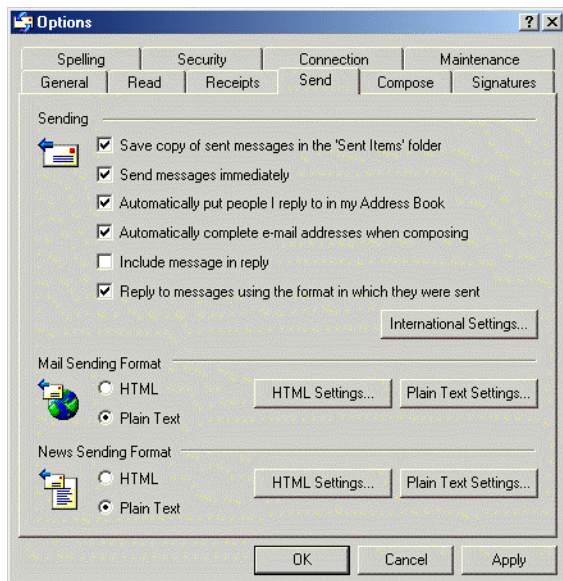 Options
Spelling Security Connection Maintenance
General Read Receipts Send Compose Signatures
Sending
Save copy of sent messages in the 'Sent Items' folder
Send messages immediately
Automatically put people I reply to in my Address Book
Automatically complete e-mail addresses when composing
Include message in reply
Reply to messages using the format in which they were sent
International Settings...
Mail Sending Format
HTML HTML Settings... Plain Text Settings...
Plain Text
News Sending Format
HTML HTML Settings... Plain Text Settings...
Plain Text
OK Cancel Apply